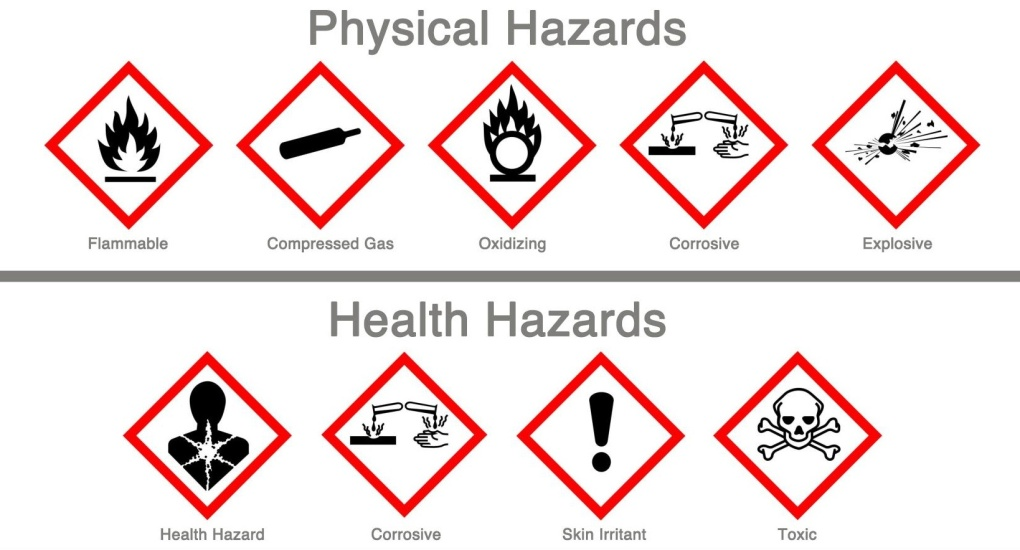 Physical Hazards
Flammable
Compressed Gas
Oxidizing
Corrosive
Explosive
Health Hazards
Health Hazard
Corrosive
Skin Irritant
Toxic